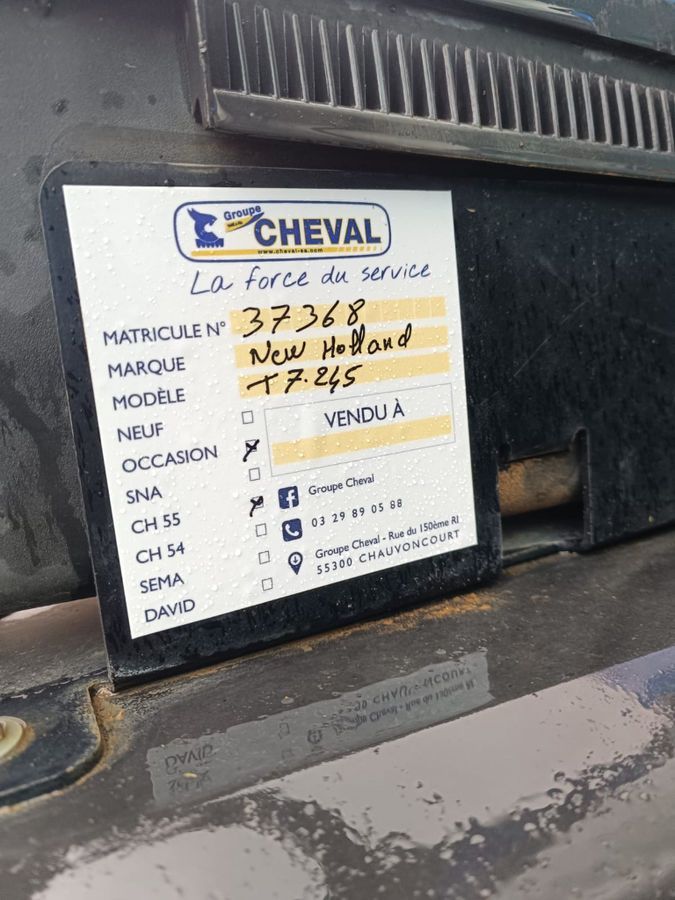 Groupe
CHEVAL
www.cheval-sa.com
La force du service
MATRICULE N° 37368
MARQUE New Holland
MODÈLE T7.245
NEUF
OCCASION
SNA
CH 55
CH 54
SEMA
DAVID
VENDU À
Groupe Cheval
03 29 89 05 88
Groupe Cheval - Rue du 150ème RI
55300 CHAUVONCOURT